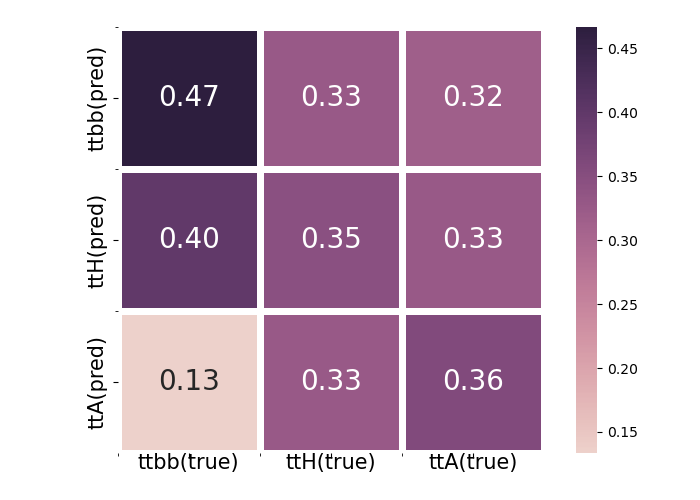 ttbb(pred) 0.47 0.33 0.32
ttH(pred) 0.40 0.35 0.33
ttA(pred) 0.13 0.33 0.36
ttbb(true) ttH(true) ttA(true)
0.45
0.40
0.35
0.30
0.25
0.20
0.15